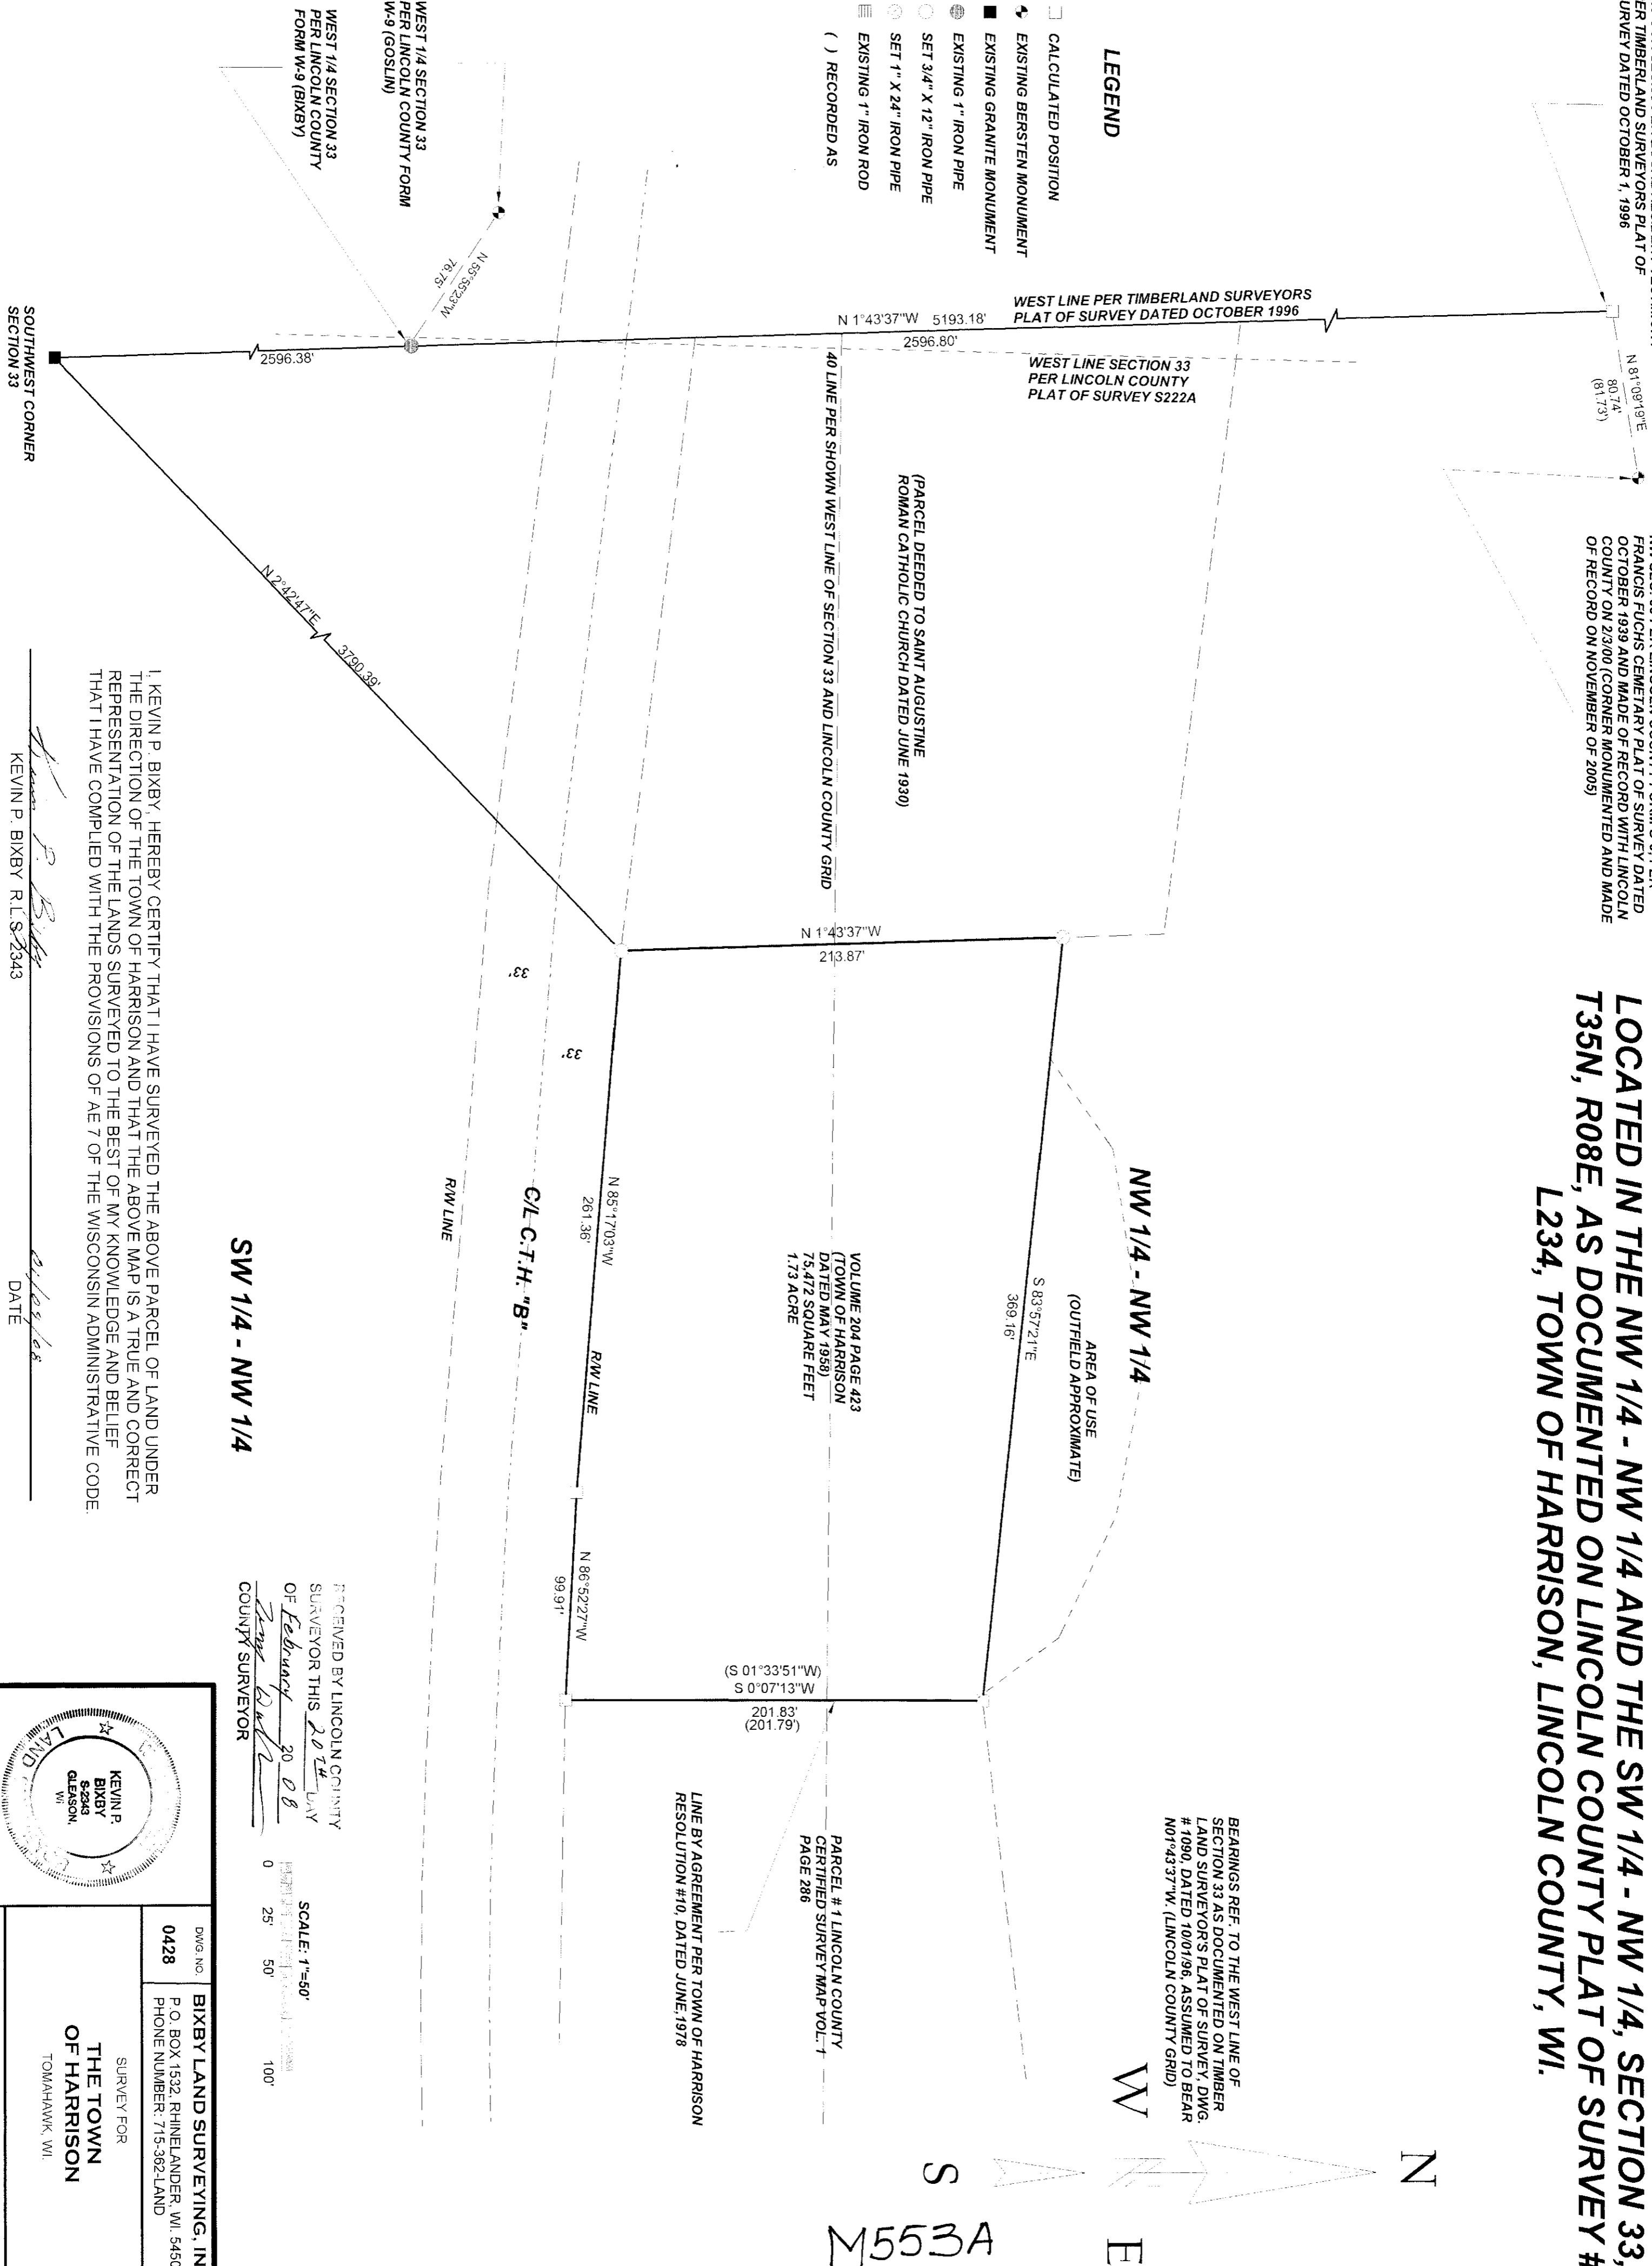 LOCATED IN THE NW 1/4 - NW 1/4 AND THE SW 1/4 - NW 1/4, SECTION 33,
T35N, R08E, AS DOCUMENTED ON LINCOLN COUNTY PLAT OF SURVEY #
L234, TOWN OF HARRISON, LINCOLN COUNTY, WI.
ER TIMBERLAND SURVEYORS PLAT OF
URVEY DATED OCTOBER 1, 1996
N 81°09'19"E
80.74'
(81.73')
FRANCIS FUCHS CEMETARY PLAT OF SURVEY DATED
OCTOBER 1939 AND MADE OF RECORD WITH LINCOLN
COUNTY ON 2/3/00 (CORNER MONUMENTED AND MADE
OF RECORD ON NOVEMBER OF 2005)
LEGEND
CALCULATED POSITION
EXISTING BERSTEN MONUMENT
EXISTING GRANITE MONUMENT
EXISTING 1" IRON PIPE
SET 3/4" X 12" IRON PIPE
SET 1" X 24" IRON PIPE
EXISTING 1" IRON ROD
( ) RECORDED AS
WEST LINE PER TIMBERLAND SURVEYORS
PLAT OF SURVEY DATED OCTOBER 1996
N 1°43'37"W 5193.18'
2596.80'
WEST LINE SECTION 33
PER LINCOLN COUNTY
PLAT OF SURVEY S222A
(PARCEL DEEDED TO SAINT AUGUSTINE
ROMAN CATHOLIC CHURCH DATED JUNE 1930)
40 LINE PER SHOWN WEST LINE OF SECTION 33 AND LINCOLN COUNTY GRID
NW 1/4 - NW 1/4
AREA OF USE
(OUTFIELD APPROXIMATE)
S 83°57'21"E
369.16'
N 1°43'37"W
213.87'
VOLUME 204 PAGE 423
(TOWN OF HARRISON
DATED MAY 1958)
75,472 SQUARE FEET
1.73 ACRE
(S 01°33'51"W)
S 0°07'13"W
201.83'
(201.79')
BEARINGS REF. TO THE WEST LINE OF
SECTION 33 AS DOCUMENTED ON TIMBER
LAND SURVEYOR'S PLAT OF SURVEY, DWG.
# 1090, DATED 10/01/96, ASSUMED TO BEAR
N01°43'37"W. (LINCOLN COUNTY GRID)
N
W
E
S
M553A
PARCEL # 1 LINCOLN COUNTY
CERTIFIED SURVEY MAP VOL. 1
PAGE 286
LINE BY AGREEMENT PER TOWN OF HARRISON
RESOLUTION #10, DATED JUNE,1978
N 85°17'03"W
261.36'
R/W LINE
N 86°52'27"W
99.91'
33'
33'
C/L C.T.H. "B"
R/W LINE
WEST 1/4 SECTION 33
PER LINCOLN COUNTY FORM
W-9 (GOSLIN)
WEST 1/4 SECTION 33
PER LINCOLN COUNTY
FORM W-9 (BIXBY)
N 55°55'23"W
76.75'
2596.38'
SOUTHWEST CORNER
SECTION 33
N 2°42'47"E
3790.39'
SW 1/4 - NW 1/4
I, KEVIN P. BIXBY, HEREBY CERTIFY THAT I HAVE SURVEYED THE ABOVE PARCEL OF LAND UNDER
THE DIRECTION OF THE TOWN OF HARRISON AND THAT THE ABOVE MAP IS A TRUE AND CORRECT
REPRESENTATION OF THE LANDS SURVEYED TO THE BEST OF MY KNOWLEDGE AND BELIEF
THAT I HAVE COMPLIED WITH THE PROVISIONS OF AE 7 OF THE WISCONSIN ADMINISTRATIVE CODE.
KEVIN P. BIXBY R.L.S. 2343
DATE
RECEIVED BY LINCOLN COUNTY
SURVEYOR THIS 20TH DAY
OF February 20 08
COUNTY SURVEYOR
SCALE: 1"=50'
0 25' 50' 100'
LAND
KEVIN P.
BIXBY
S-2343
GLEASON,
WI
DWG. NO.
0428
BIXBY LAND SURVEYING, IN
P.O. BOX 1532, RHINELANDER, WI. 5450
PHONE NUMBER: 715-362-LAND
SURVEY FOR
THE TOWN
OF HARRISON
TOMAHAWK, WI.